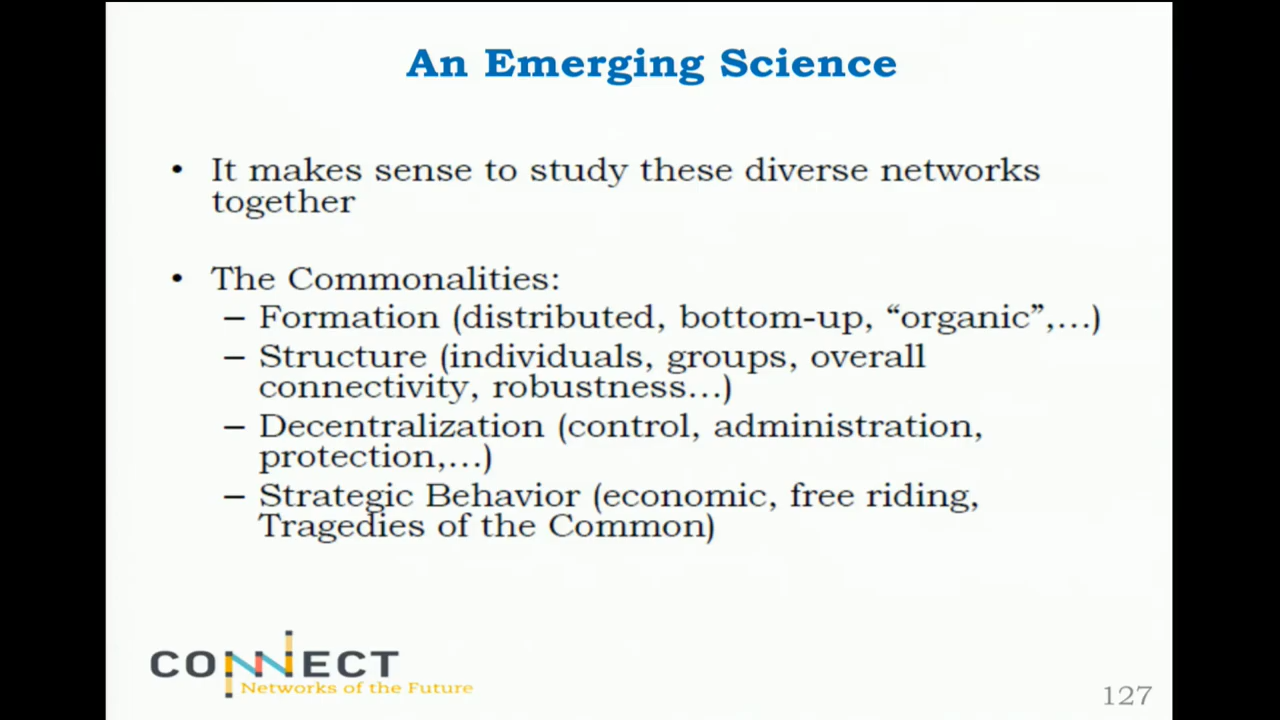 An Emerging Science
• It makes sense to study these diverse networks
together
• The Commonalities:
– Formation (distributed, bottom-up, “organic”,…)
– Structure (individuals, groups, overall
connectivity, robustness…)
– Decentralization (control, administration,
protection,…)
– Strategic Behavior (economic, free riding,
Tragedies of the Common)
CONNECT
Networks of the Future
127